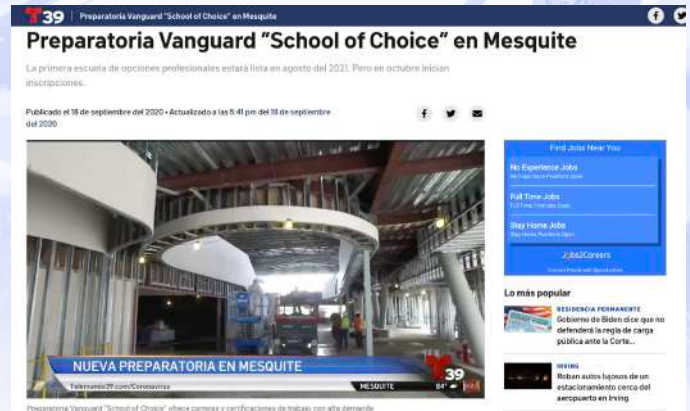 T 39 | Preparatoria Vanguard "School of Choice" en Mesquite
Preparatoria Vanguard "School of Choice" en Mesquite
La primera escuela de opciones profesionales estará lista en agosto del 2021. Pero en octubre inician
inscripciones.
Publicado el 18 de septiembre del 2020 • Actualizado a las 5:41 pm del 18 de septiembre
del 2020
Find Jobs Near You
No Experience Jobs
Full Time Jobs
Stay Home Jobs
Jobs2Careers
Lo más popular
RESIDENCIA PERMANENTE
Gobierno de Biden dice que no
defenderá la regla de carga
pública ante la Corte...
IRVING
Roban autos lujosos de un
estacionamiento cerca del
aeropuerto en Irving
NUEVA PREPARATORIA EN MESQUITE
T 39
Telemundo39.com/Coronavirus
MESQUITE 84°
Preparatoria Vanguard "School of Choice" ofrece carreras y certificaciones de trabajo con alta demanda